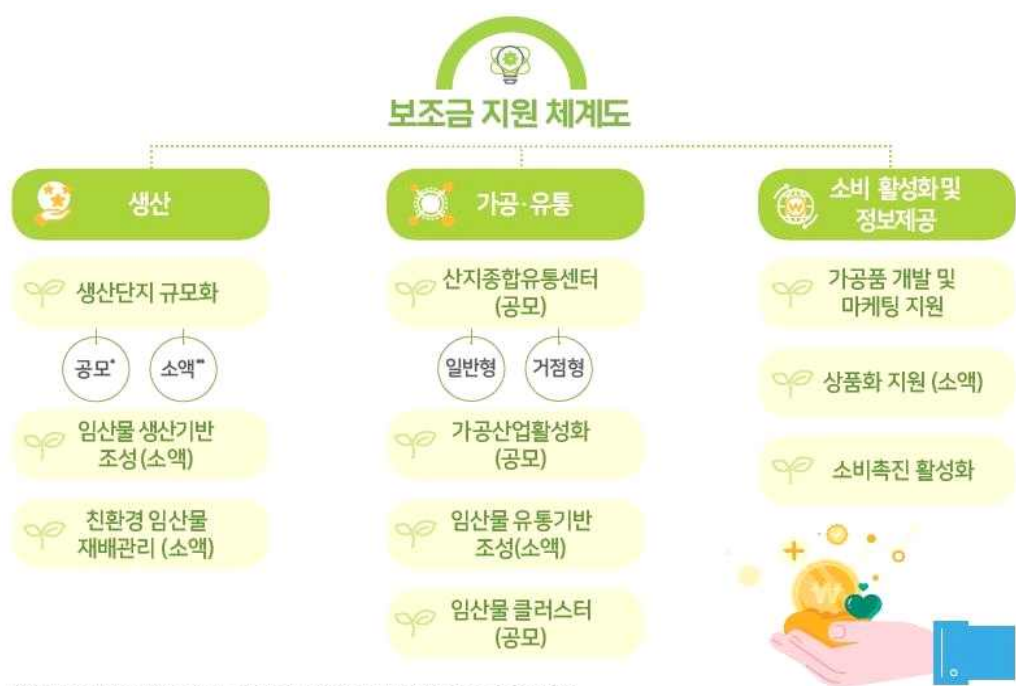 보조금 지원 체계도
생산
생산단지 규모화
공모*
소액**
임산물 생산기반
조성(소액)
친환경 임산물
재배관리 (소액)
가공·유통
산지종합유통센터
(공모)
일반형
거점형
가공산업활성화
(공모)
임산물 유통기반
조성(소액)
임산물 클러스터
(공모)
소비 활성화 및
정보제공
가공품 개발 및
마케팅 지원
상품화 지원 (소액)
소비촉진 활성화